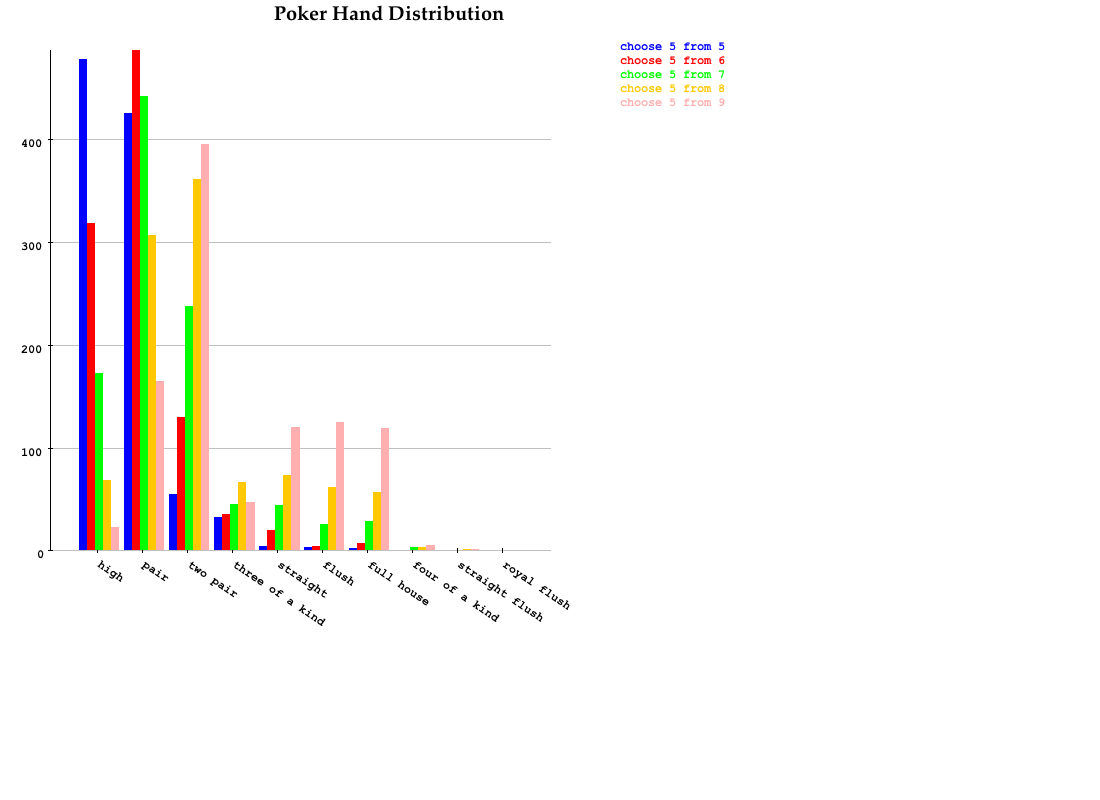 Poker Hand Distribution
choose 5 from 5
choose 5 from 6
choose 5 from 7
choose 5 from 8
choose 5 from 9
400
300
200
100
0
high
pair
two pair
three of a kind
straight
flush
full house
four of a kind
straight flush
royal flush